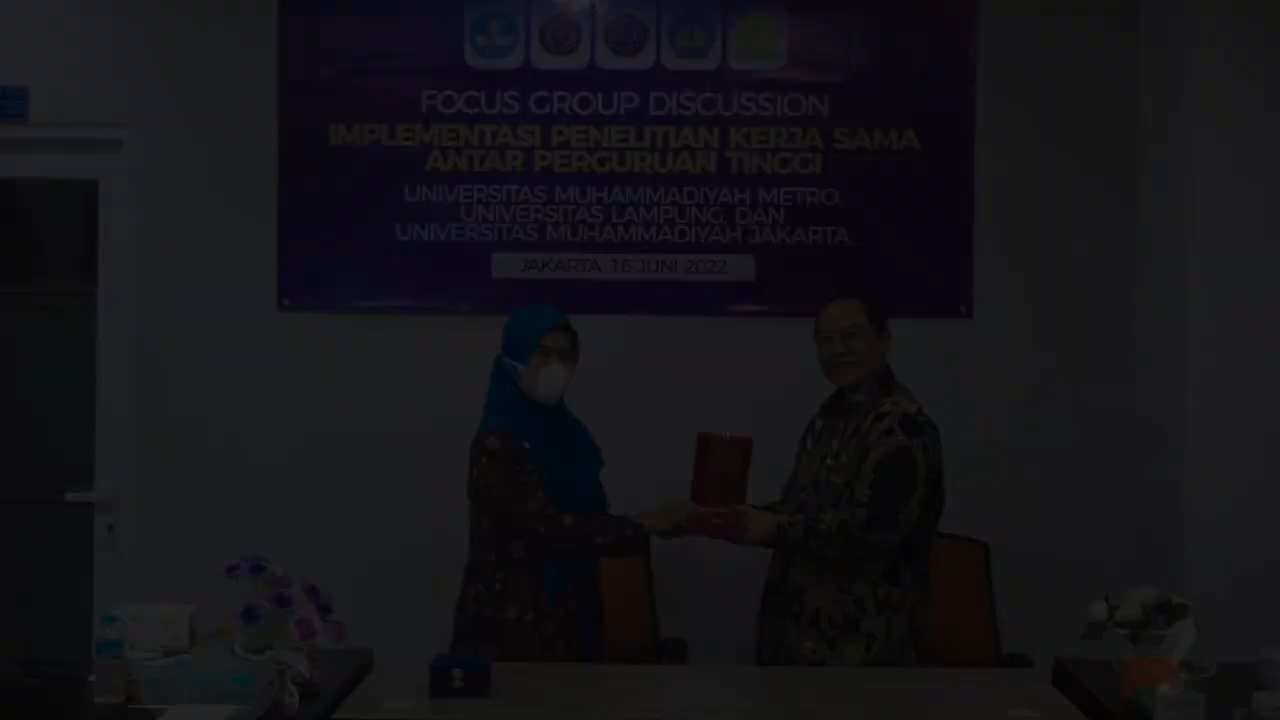 FOCUS GROUP DISCUSSION
IMPLEMENTASI PENELITIAN KERJA SAMA
ANTAR PERGURUAN TINGGI
UNIVERSITAS MUHAMMADIYAH METRO,
UNIVERSITAS LAMPUNG, DAN
UNIVERSITAS MUHAMMADIYAH JAKARTA
JAKARTA, 16 JUNI 2022